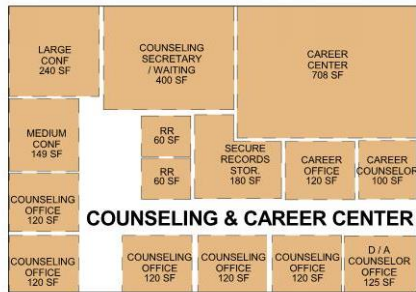 LARGE
CONF
240 SF
COUNSELING
SECRETARY
/ WAITING
400 SF
CAREER
CENTER
708 SF
MEDIUM
CONF
149 SF
RR
60 SF
RR
60 SF
SECURE
RECORDS
STOR.
180 SF
CAREER
OFFICE
120 SF
CAREER
COUNSELOR
100 SF
COUNSELING
OFFICE
120 SF
COUNSELING & CAREER CENTER
COUNSELING
OFFICE
120 SF
COUNSELING
OFFICE
120 SF
COUNSELING
OFFICE
120 SF
COUNSELING
OFFICE
120 SF
D / A
COUNSELOR
OFFICE
125 SF